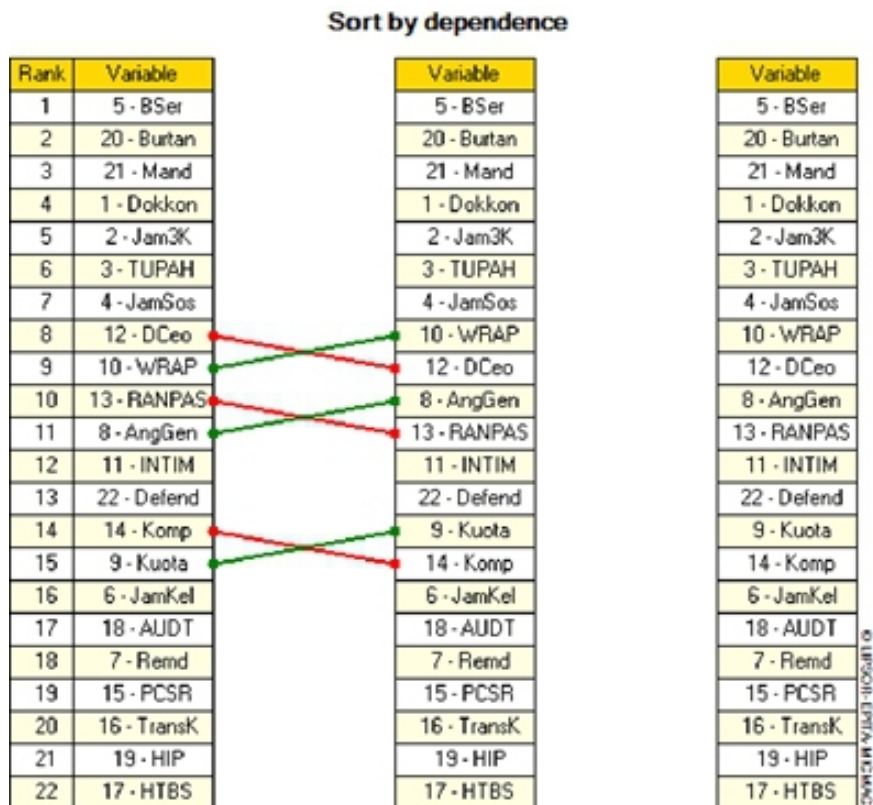 Sort by dependence
Rank Variable Variable Variable
1 5 - BSer 5 - BSer 5 - BSer
2 20 - Burtan 20 - Burtan 20 - Burtan
3 21 - Mand 21 - Mand 21 - Mand
4 1 - Dokkon 1 - Dokkon 1 - Dokkon
5 2 - Jam3K 2 - Jam3K 2 - Jam3K
6 3 - TUPAH 3 - TUPAH 3 - TUPAH
7 4 - JamSos 4 - JamSos 4 - JamSos
8 12 - DCeo 10 - WRAP 10 - WRAP
9 10 - WRAP 12 - DCeo 12 - DCeo
10 13 - RANPAS 8 - AngGen 8 - AngGen
11 8 - AngGen 13 - RANPAS 13 - RANPAS
12 11 - INTIM 11 - INTIM 11 - INTIM
13 22 - Defend 22 - Defend 22 - Defend
14 14 - Komp 9 - Kuota 9 - Kuota
15 9 - Kuota 14 - Komp 14 - Komp
16 6 - JamKel 6 - JamKel 6 - JamKel
17 18 - AUDT 18 - AUDT 18 - AUDT
18 7 - Remd 7 - Remd 7 - Remd
19 15 - PCSR 15 - PCSR 15 - PCSR
20 16 - TransK 16 - TransK 16 - TransK
21 19 - HIP 19 - HIP 19 - HIP
22 17 - HTBS 17 - HTBS 17 - HTBS
© LIPSOR-EPITA-MICMAC